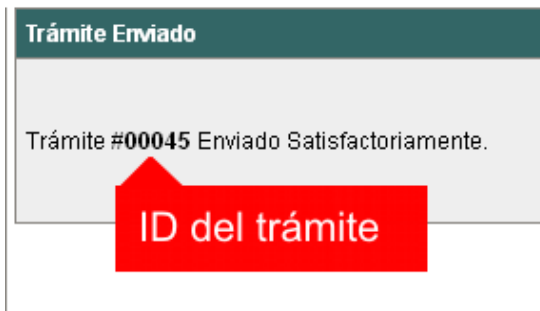 Trámite Enviado
Trámite #00045 Enviado Satisfactoriamente.
ID del trámite